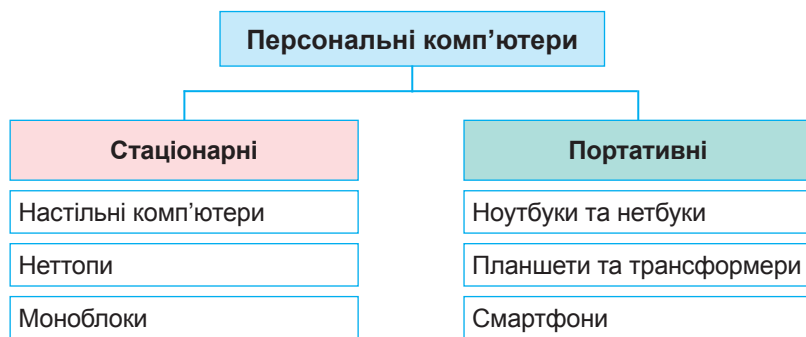 Персональні комп’ютери
Стаціонарні
Настільні комп’ютери
Неттопи
Моноблоки
Портативні
Ноутбуки та нетбуки
Планшети та трансформери
Смартфони